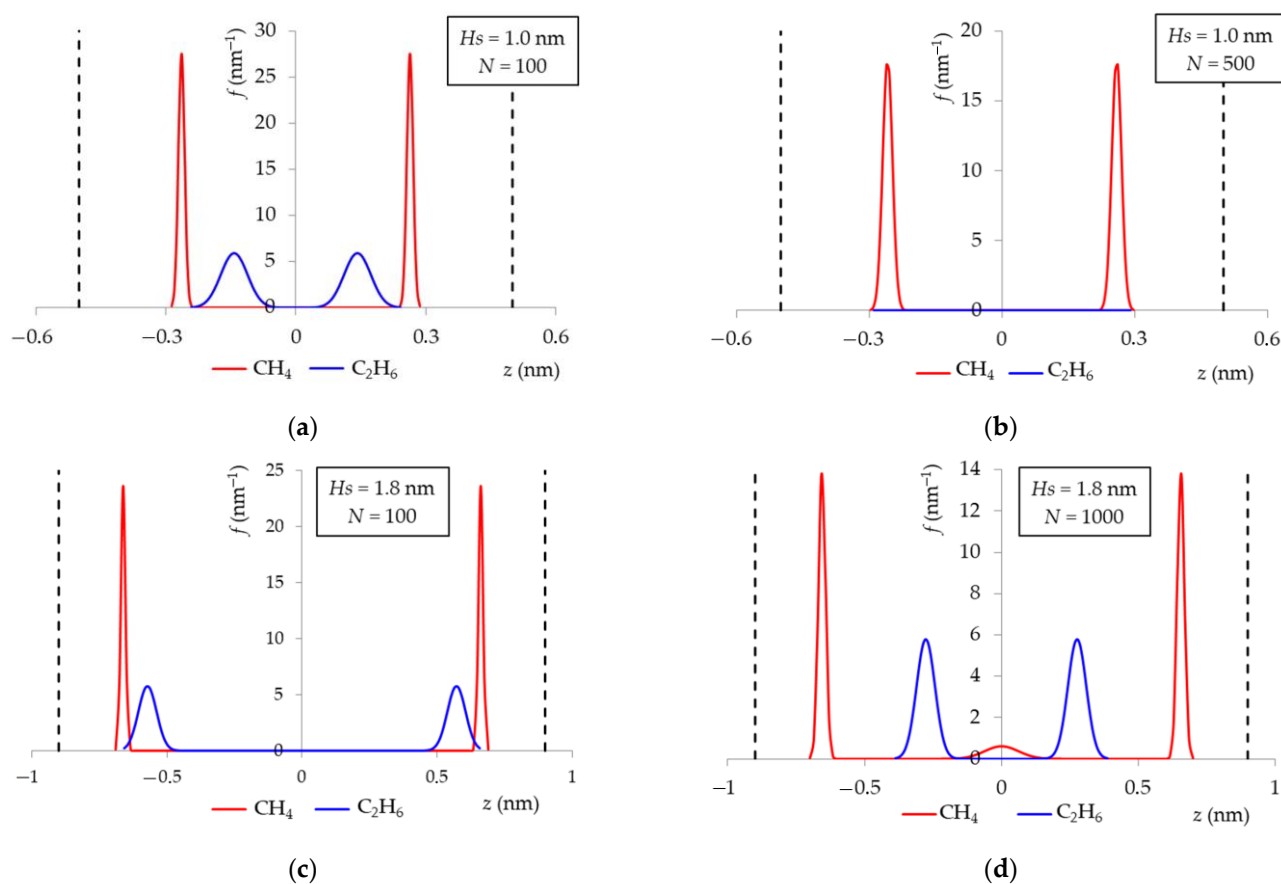 f (nm⁻¹)
30
25
20
15
10
5
0
−0.6 −0.3 0 0.3 0.6
Hs = 1.0 nm
N = 100
CH₄ C₂H₆ z (nm)
(a)
f (nm⁻¹)
20
15
10
5
0
−0.6 −0.3 0 0.3 0.6
Hs = 1.0 nm
N = 500
CH₄ C₂H₆ z (nm)
(b)
f (nm⁻¹)
25
20
15
10
5
0
−1 −0.5 0 0.5 1
Hs = 1.8 nm
N = 100
CH₄ C₂H₆ z (nm)
(c)
f (nm⁻¹)
14
12
10
8
6
4
2
0
−1 −0.5 0 0.5 1
Hs = 1.8 nm
N = 1000
CH₄ C₂H₆ z (nm)
(d)